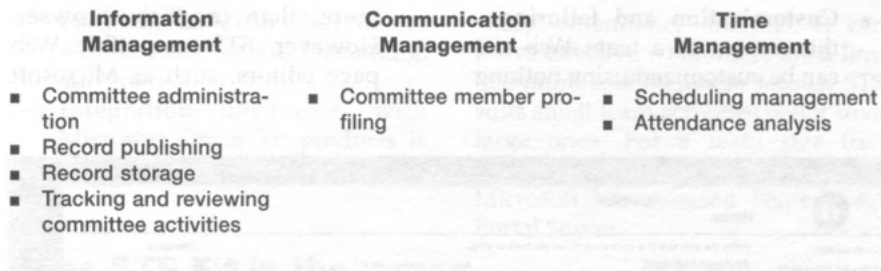 Information
Management
■ Committee administra-
tion
■ Record publishing
■ Record storage
■ Tracking and reviewing
committee activities
Communication
Management
■ Committee member pro-
filing
Time
Management
■ Scheduling management
■ Attendance analysis